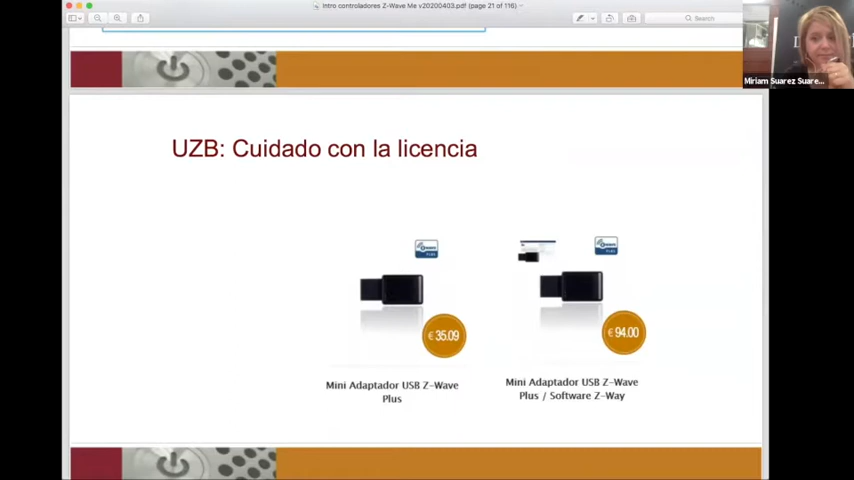 Intro controladores Z-Wave Me v20200403.pdf (page 21 of 116)
Search
Miriam Suarez Suare...
UZB: Cuidado con la licencia
€ 35.09
€ 94.00
Mini Adaptador USB Z-Wave
Plus
Mini Adaptador USB Z-Wave
Plus / Software Z-Way